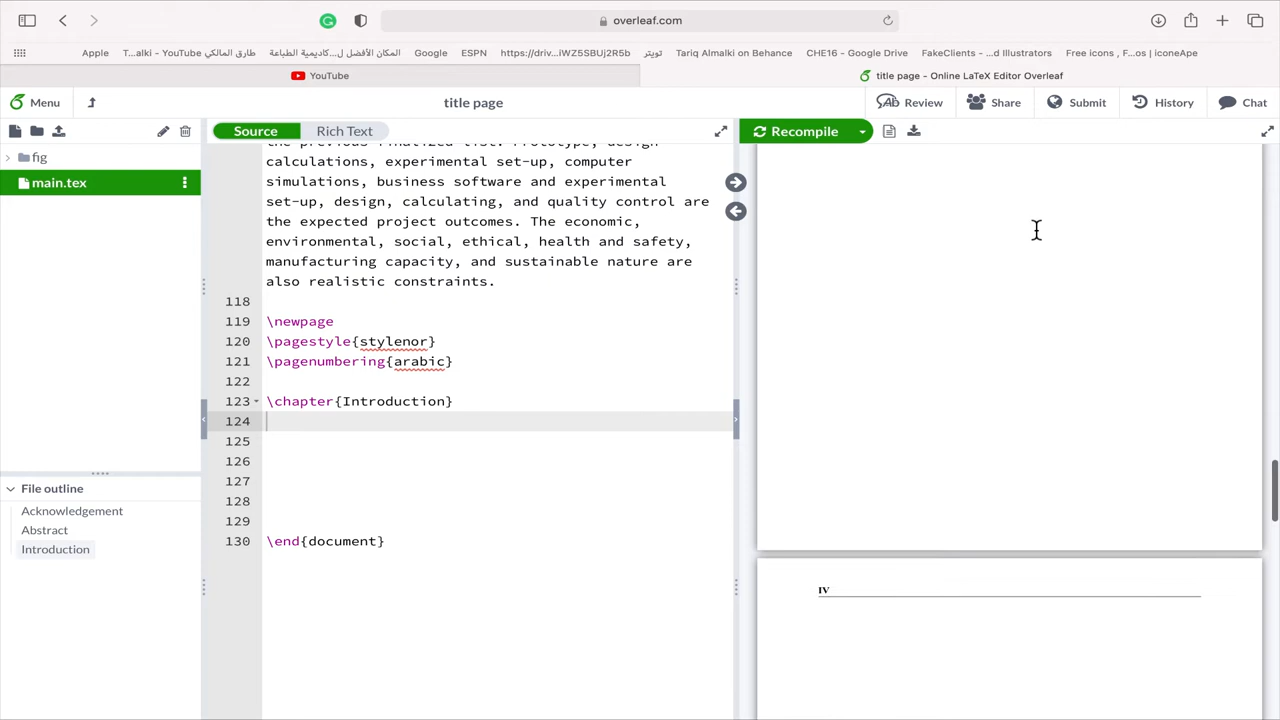 overleaf.com
Apple
طارق المالكي - YouTube
T...alki
المكان الأفضل ل...كاديمية الطباعة
Google
ESPN
https://driv...iWZ5SBUj2R5b
تويتر
Tariq Almalki on Behance
CHE16 - Google Drive
FakeClients - ...d Illustrators
Free icons , F...os | iconeApe
YouTube
title page - Online LaTeX Editor Overleaf
Menu
title page
Review
Share
Submit
History
Chat
Source
Rich Text
Recompile
fig
main.tex
the previous finalized list. Prototype, design
calculations, experimental set-up, computer
simulations, business software and experimental
set-up, design, calculating, and quality control are
the expected project outcomes. The economic,
environmental, social, ethical, health and safety,
manufacturing capacity, and sustainable nature are
also realistic constraints.
118
119 \newpage
120 \pagestyle{stylenor}
121 \pagenumbering{arabic}
122
123 \chapter{Introduction}
124
125
126
127
128
129
130 \end{document}
File outline
Acknowledgement
Abstract
Introduction
IV